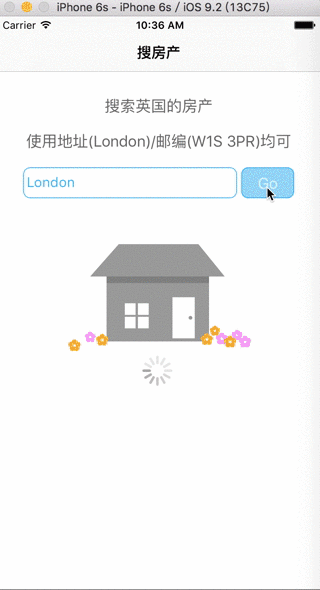 iPhone 6s - iPhone 6s / iOS 9.2 (13C75)
Carrier 10:36 AM
搜房产
搜索英国的房产
使用地址(London)/邮编(W1S 3PR)均可
London Go